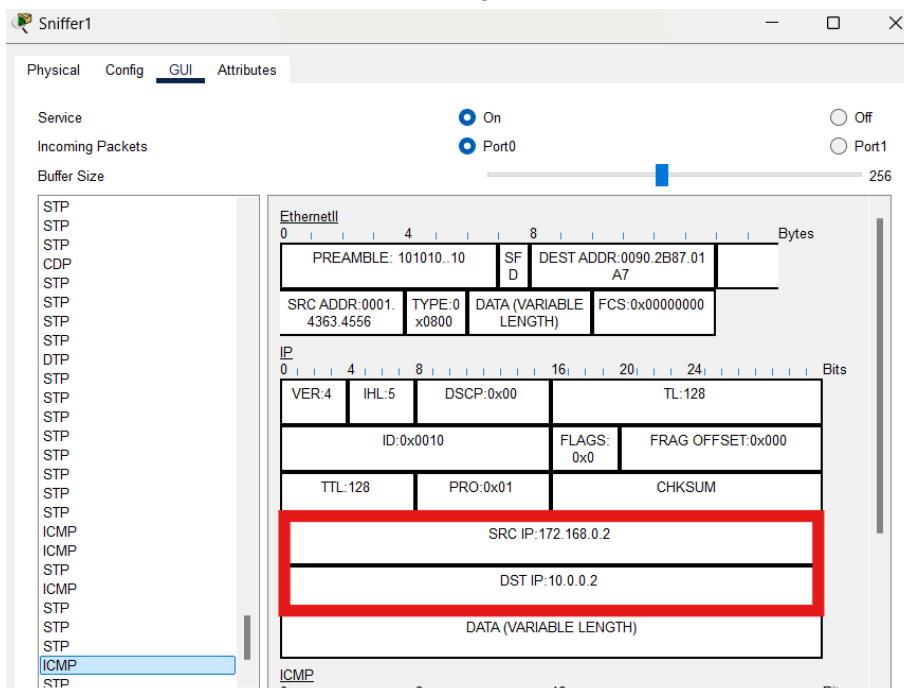 Sniffer1
Physical Config GUI Attributes
Service On Off
Incoming Packets Port0 Port1
Buffer Size 256
STP
STP
STP
CDP
STP
STP
STP
STP
DTP
STP
STP
STP
STP
STP
STP
STP
STP
ICMP
ICMP
STP
ICMP
STP
STP
STP
ICMP
STP
EthernetII
0 4 8 Bytes
PREAMBLE: 101010..10
SF
D
DEST ADDR:0090.2B87.01
A7
SRC ADDR:0001.
4363.4556
TYPE:0
x0800
DATA (VARIABLE
LENGTH)
FCS:0x00000000
IP
0 4 8 16 20 24 Bits
VER:4 IHL:5 DSCP:0x00 TL:128
ID:0x0010
FLAGS:
0x0
FRAG OFFSET:0x000
TTL:128 PRO:0x01 CHKSUM
SRC IP:172.168.0.2
DST IP:10.0.0.2
DATA (VARIABLE LENGTH)
ICMP